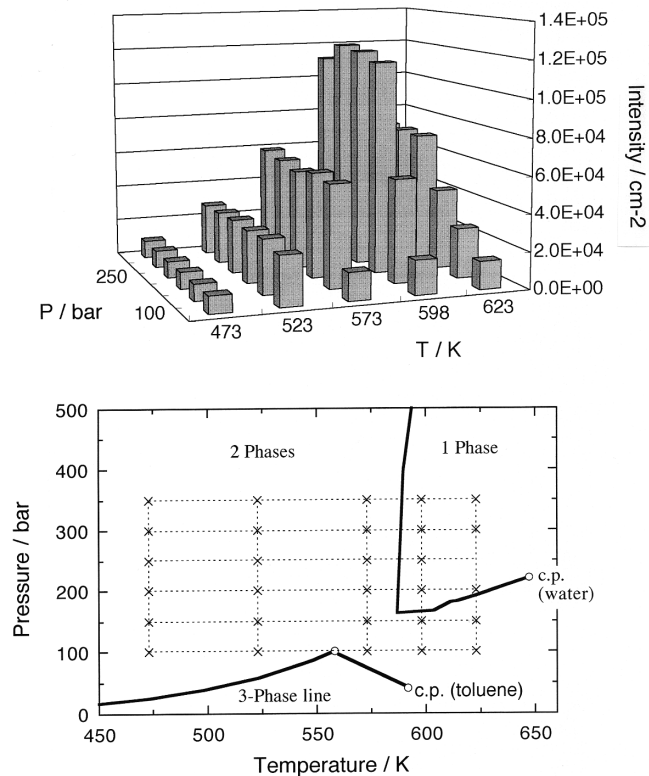 1.4E+05
1.2E+05
1.0E+05
8.0E+04
6.0E+04
4.0E+04
2.0E+04
0.0E+00
Intensity / cm-2
250
100
P / bar
473
523
573
598
623
T / K
500
400
300
200
100
0
Pressure / bar
2 Phases
1 Phase
c.p.
(water)
c.p. (toluene)
3-Phase line
450
500
550
600
650
Temperature / K